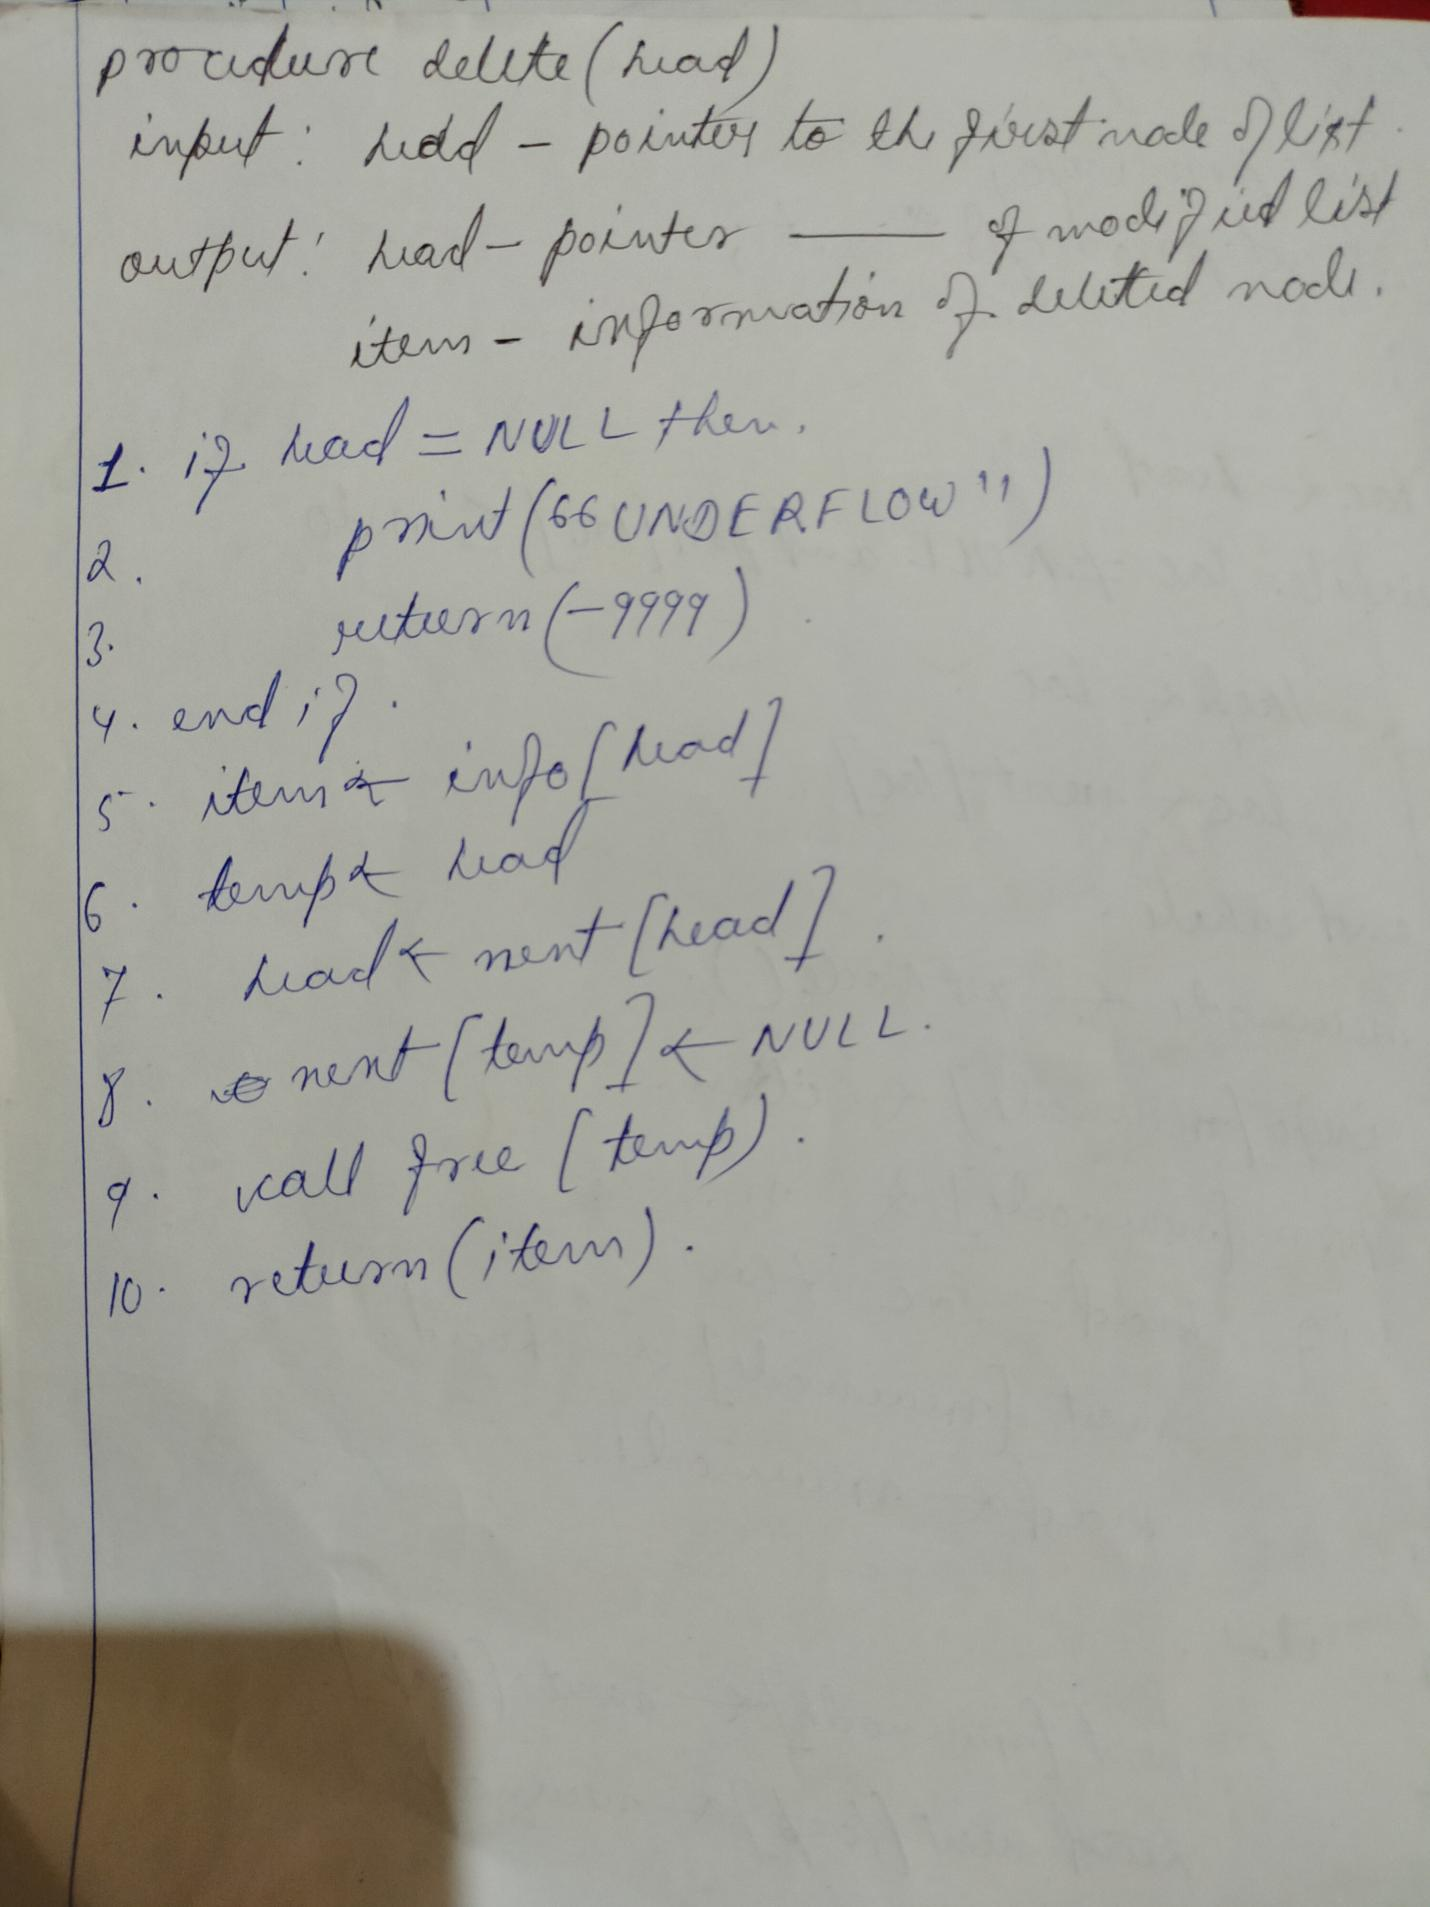 procedure delete (head)
input: head - pointer to the first node of list.
output: head - pointer —— of modified list
item - information of deleted node.
1. if head = NULL then.
2. print (“UNDERFLOW”)
3. return (-9999)
4. end if.
5. item ← info [head]
6. temp ← head
7. head ← next [head].
8. next [temp] ← NULL.
9. call free (temp).
10. return (item).